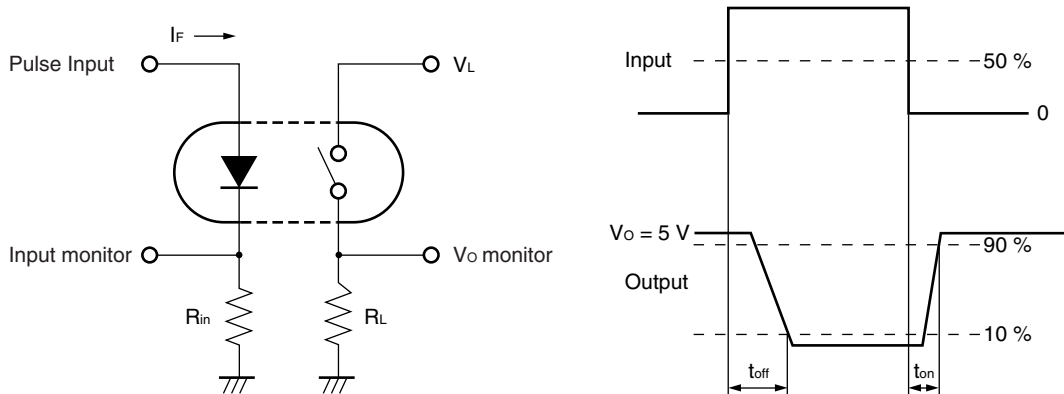 IF
Pulse Input
VL
Input monitor
VO monitor
Rin
RL
Input
50 %
0
VO = 5 V
90 %
Output
10 %
toff
ton